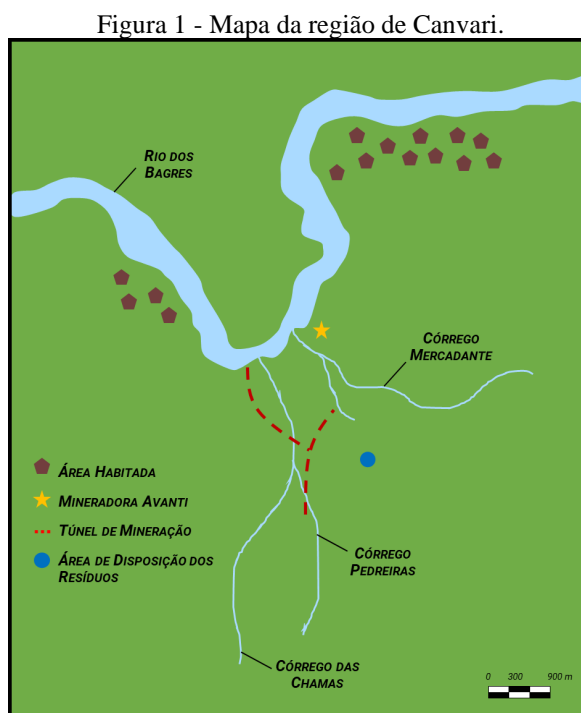 Figura 1 - Mapa da região de Canvari.
RIO DOS
BAGRES
CÓRREGO
MERCADANTE
ÁREA HABITADA
MINERADORA AVANTI
TÚNEL DE MINERAÇÃO
ÁREA DE DISPOSIÇÃO DOS
RESÍDUOS
CÓRREGO
PEDREIRAS
CÓRREGO DAS
CHAMAS
0 300 900 m